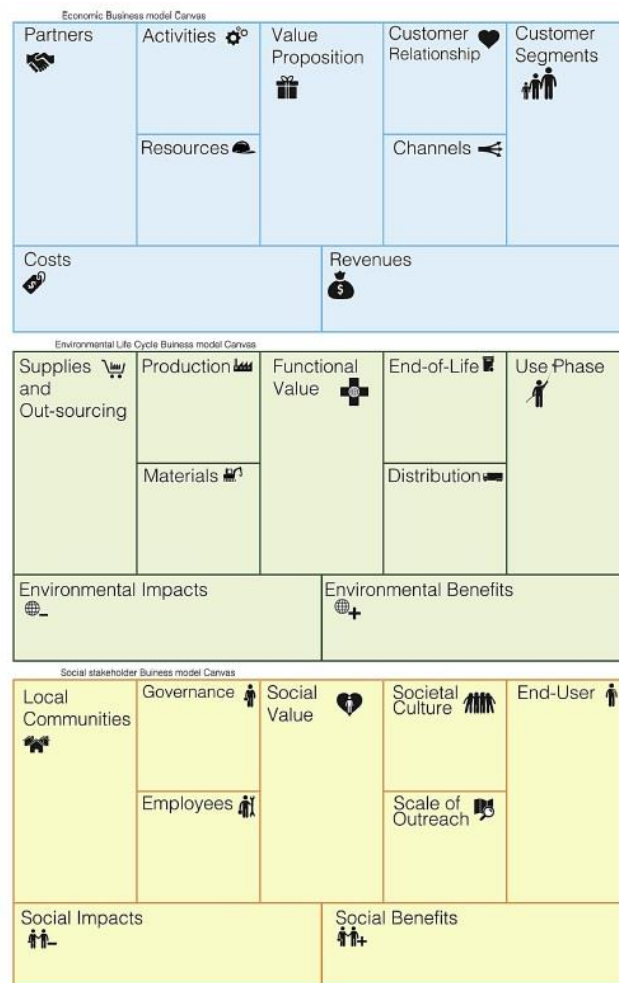 Economic Business model Canvas
Partners
Activities
Value
Proposition
Customer
Relationship
Customer
Segments
Resources
Channels
Costs
$
Revenues
$
Environmental Life Cycle Buiness model Canvas
Supplies
and
Out-sourcing
Production
Functional
Value
End-of-Life
Use Phase
Materials
Distribution
Environmental Impacts
Environmental Benefits
Social stakeholder Buiness model Canvas
Local
Communities
Governance
Social
Value
Societal
Culture
End-User
Employees
Scale of
Outreach
Social Impacts
Social Benefits